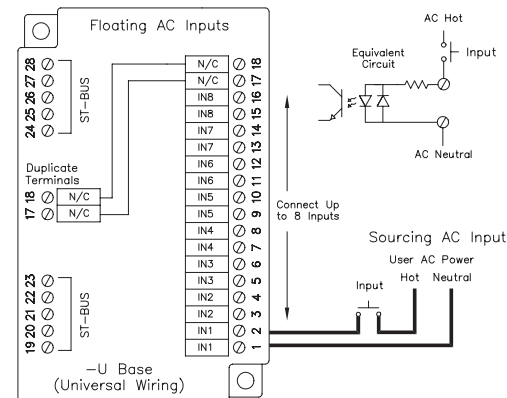 Floating AC Inputs
28
27
26
25
24
ST-BUS
Duplicate
Terminals
18 N/C
17 N/C
23
22
21
20
19
ST-BUS
N/C 18
N/C 17
IN8 16
IN8 15
IN7 14
IN7 13
IN6 12
IN6 11
IN5 10
IN5 9
IN4 8
IN4 7
IN3 6
IN3 5
IN2 4
IN2 3
IN1 2
IN1 1
-U Base
(Universal Wiring)
AC Hot
Input
Equivalent
Circuit
AC Neutral
Connect Up
to 8 Inputs
Sourcing AC Input
User AC Power
Hot Neutral
Input